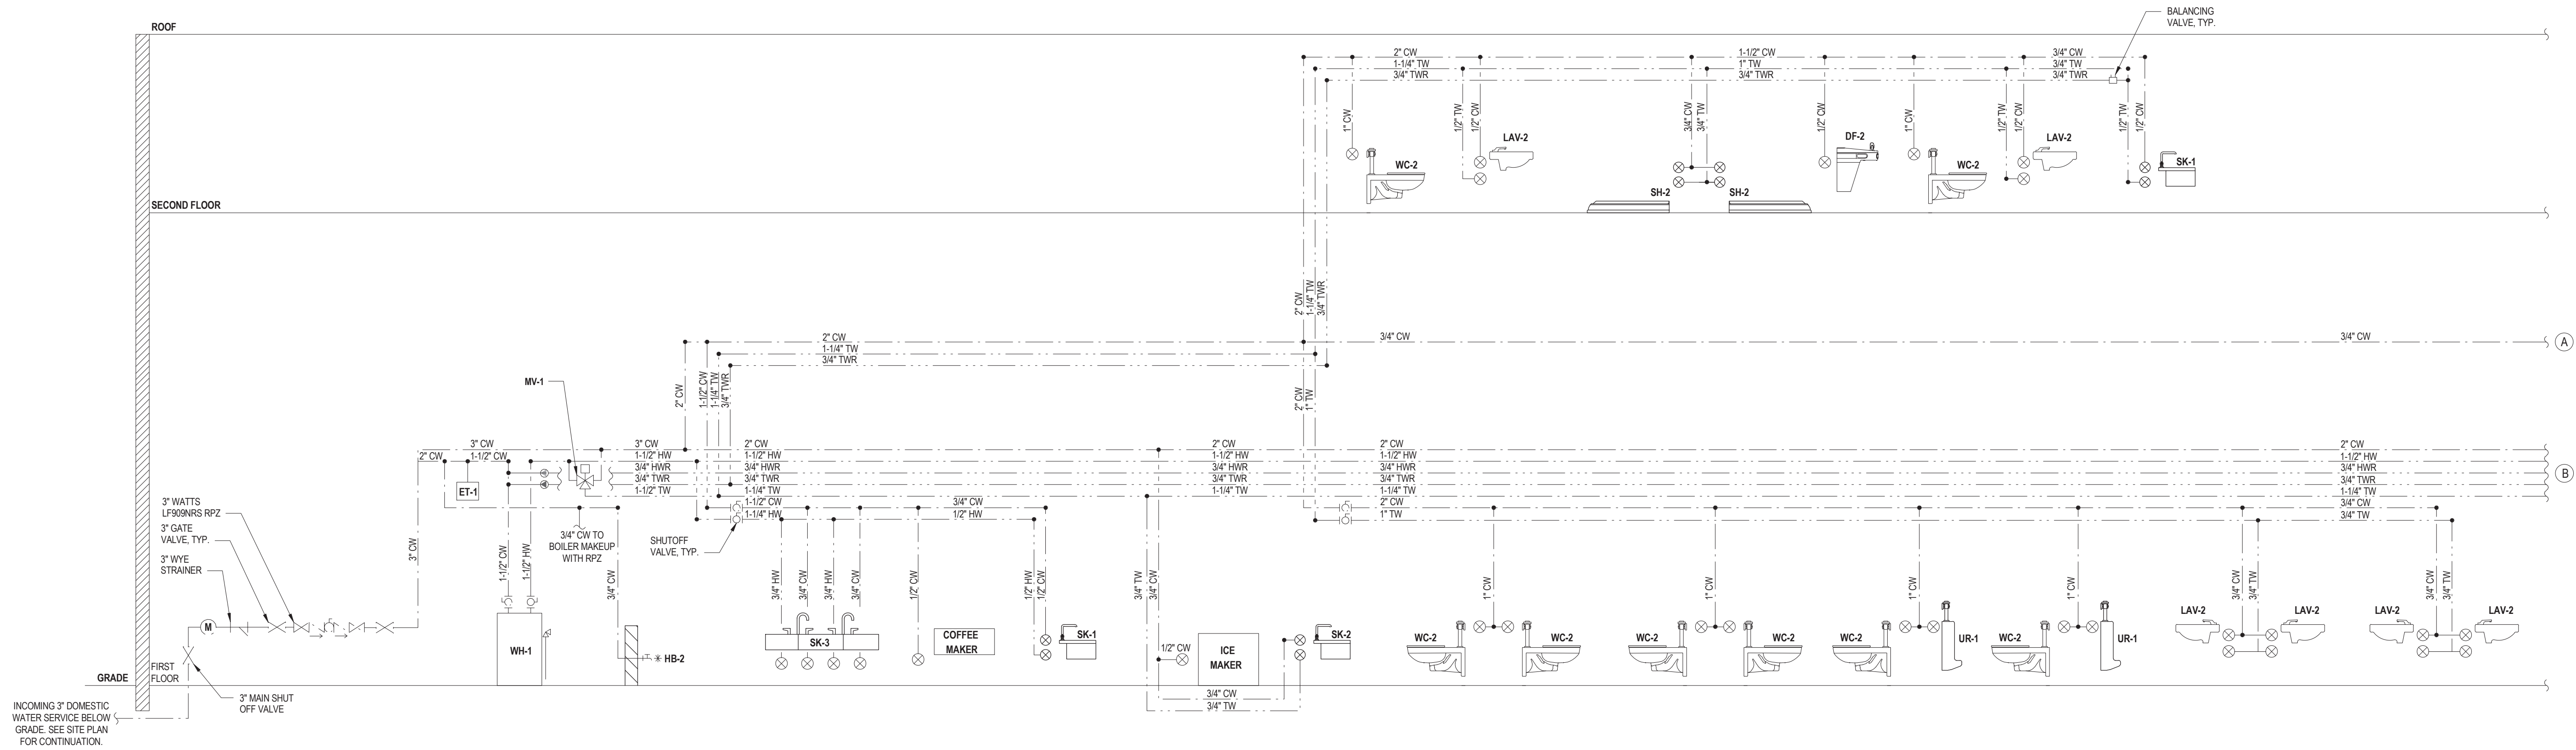 ROOF
BALANCING
VALVE, TYP.
2" CW
1-1/2" CW
3/4" CW
1-1/4" TW
1" TW
3/4" TW
3/4" TWR
3/4" TWR
3/4" TWR
1" CW
1/2" TW
1/2" CW
3/4" CW
3/4" TW
1/2" CW
1" CW
1/2" TW
1/2" CW
1/2" TW
1/2" CW
WC-2
LAV-2
SH-2
SH-2
DF-2
WC-2
LAV-2
SK-1
SECOND FLOOR
2" CW
1-1/4" TW
3/4" TWR
2" CW
3/4" CW
3/4" CW
A
1-1/4" TW
3/4" TWR
MV-1
2" CW
1-1/2" CW
1-1/4" TW
3/4" TWR
2" CW
1" TW
3" CW
3" CW
2" CW
2" CW
2" CW
2" CW
2" CW
1-1/2" CW
1-1/2" HW
1-1/2" HW
1-1/2" HW
1-1/2" HW
1-1/2" HW
3/4" HWR
3/4" HWR
3/4" HWR
3/4" HWR
3/4" HWR
B
3/4" TWR
3/4" TWR
3/4" TWR
3/4" TWR
3/4" TWR
1-1/2" TW
1-1/4" TW
1-1/4" TW
1-1/4" TW
1-1/4" TW
ET-1
1-1/2" CW
3/4" CW
2" CW
3/4" CW
1-1/4" HW
1/2" HW
1" TW
3/4" TW
3" WATTS
LF909NRS RPZ
3" GATE
VALVE, TYP.
3" WYE
STRAINER
3" CW
1-1/2" CW
1-1/2" HW
3/4" CW TO
BOILER MAKEUP
WITH RPZ
3/4" CW
SHUTOFF
VALVE, TYP.
3/4" HW
3/4" CW
3/4" HW
3/4" CW
1/2" CW
1/2" HW
1/2" CW
3/4" TW
3/4" CW
1" CW
1" CW
1" CW
1" CW
3/4" CW
3/4" TW
3/4" CW
3/4" TW
M
WH-1
HB-2
SK-3
COFFEE
MAKER
SK-1
1/2" CW
ICE
MAKER
SK-2
WC-2
WC-2
WC-2
WC-2
WC-2
UR-1
WC-2
UR-1
LAV-2
LAV-2
LAV-2
LAV-2
GRADE
FIRST
FLOOR
3" MAIN SHUT
OFF VALVE
3/4" CW
3/4" TW
INCOMING 3" DOMESTIC
WATER SERVICE BELOW
GRADE. SEE SITE PLAN
FOR CONTINUATION.